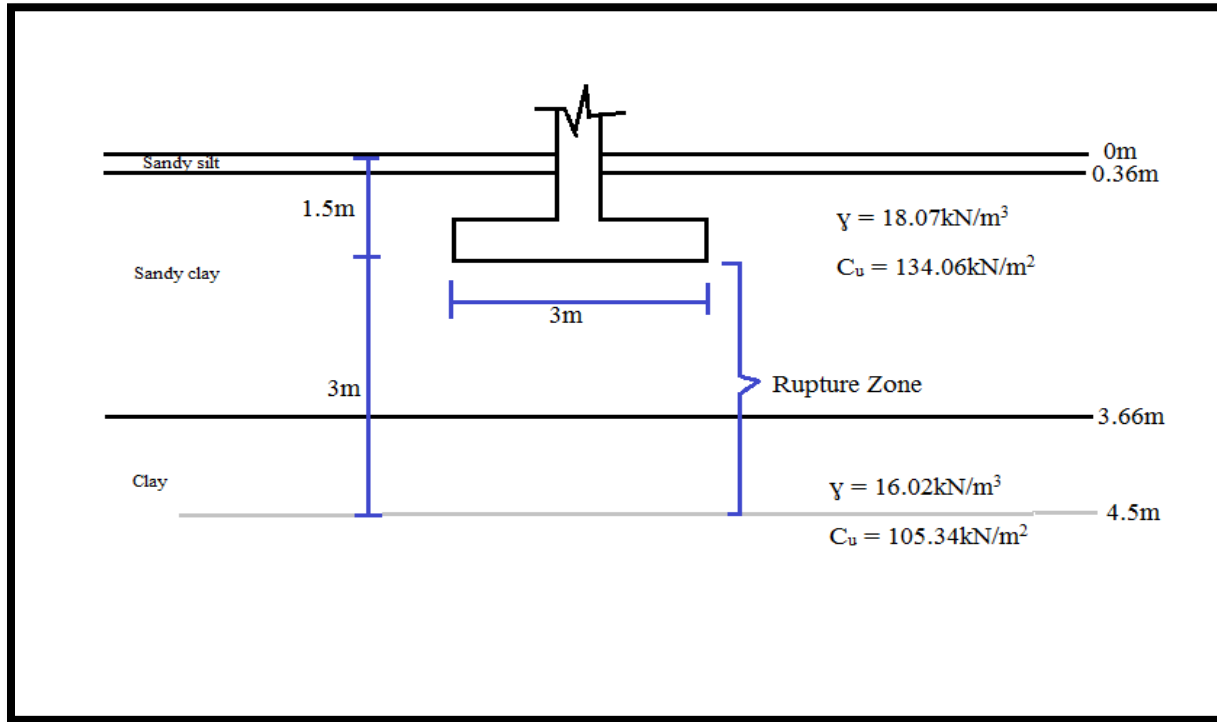 0m
Sandy silt
0.36m
1.5m
ɣ = 18.07kN/m³
Sandy clay
Cᵤ = 134.06kN/m²
3m
3m
Rupture Zone
3.66m
Clay
ɣ = 16.02kN/m³
4.5m
Cᵤ = 105.34kN/m²